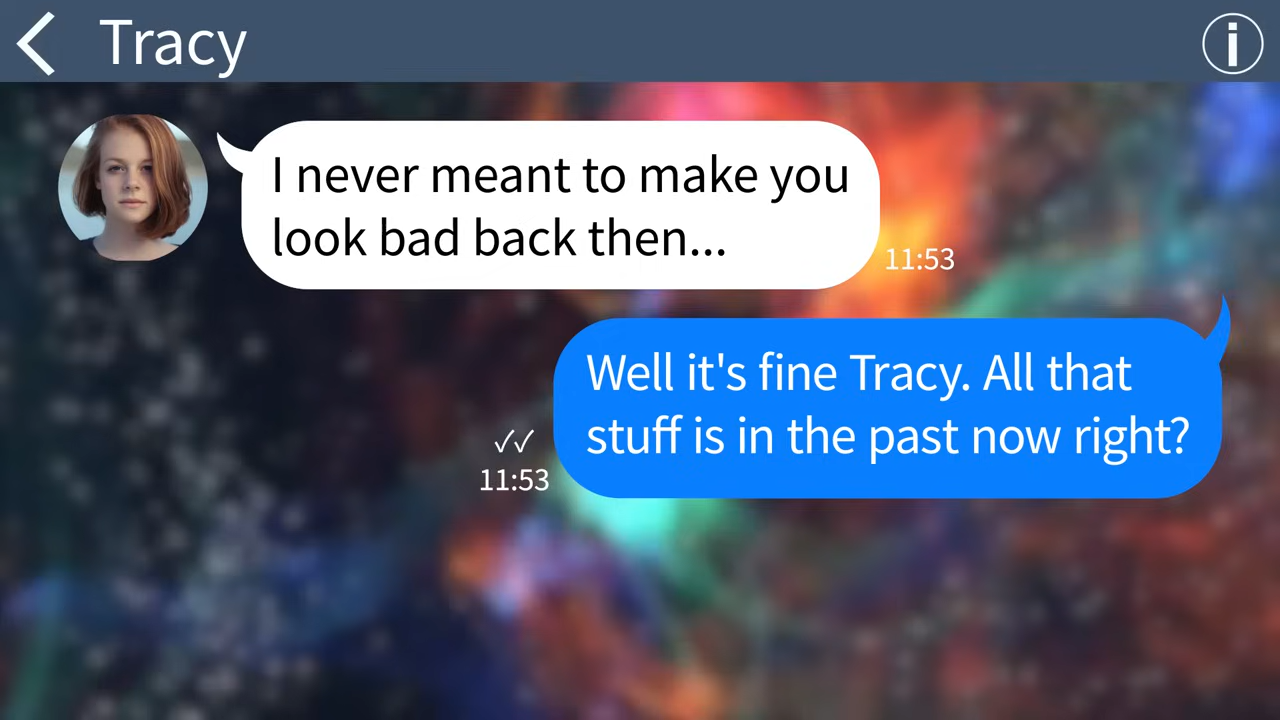 Tracy
I never meant to make you
look bad back then...
11:53
Well it's fine Tracy. All that
stuff is in the past now right?
✓✓
11:53